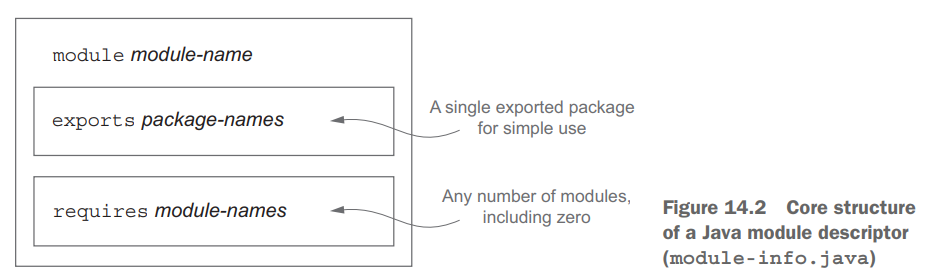 module module-name
exports package-names
A single exported package
for simple use
requires module-names
Any number of modules,
including zero
Figure 14.2 Core structure
of a Java module descriptor
(module-info.java)